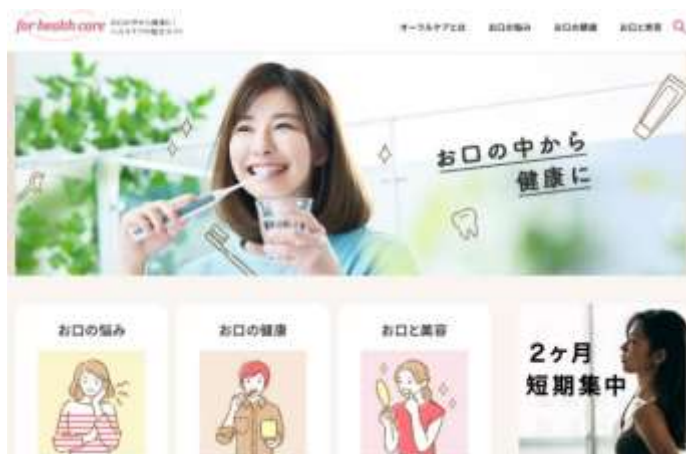 for health care
オーラルケアとは
お口の悩み
お口の健康
お口と美容
お口の中から
健康に
お口の悩み
お口の健康
お口と美容
2ヶ月
短期集中